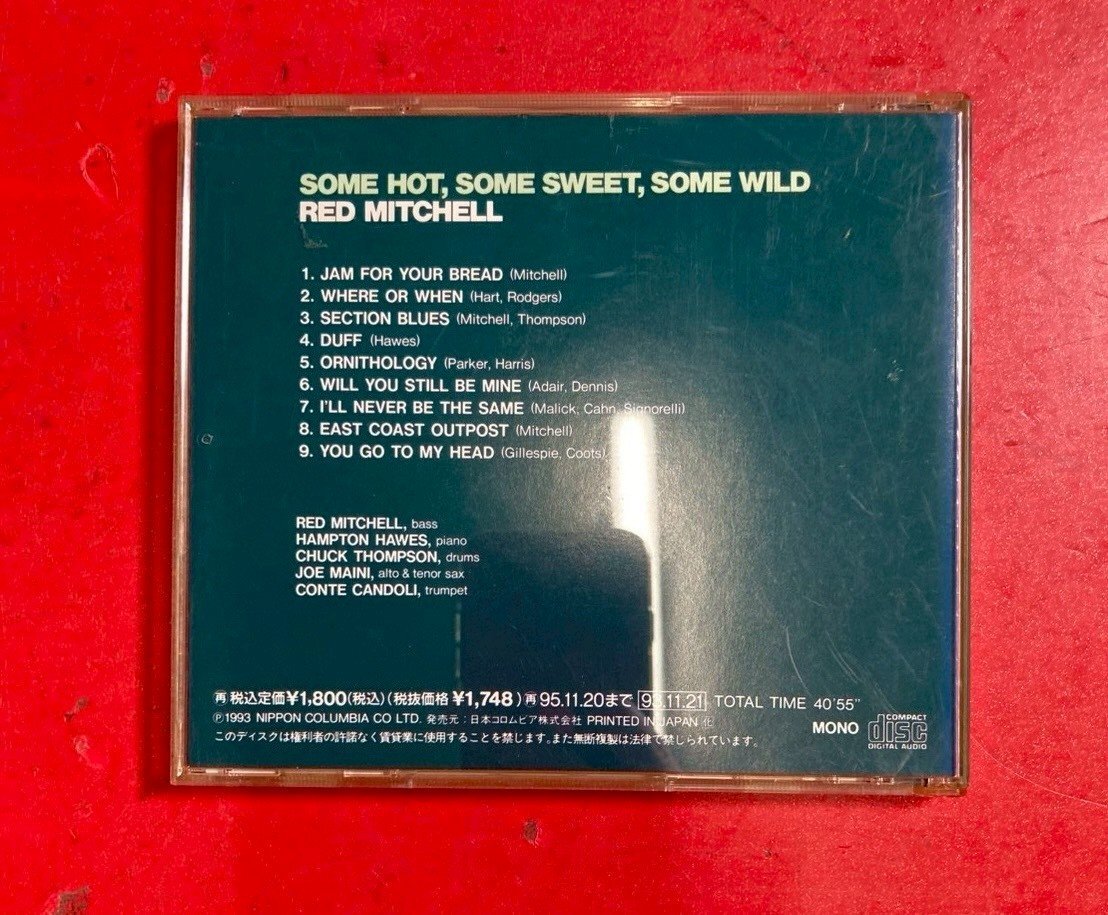 SOME HOT, SOME SWEET, SOME WILD
RED MITCHELL
1. JAM FOR YOUR BREAD (Mitchell)
2. WHERE OR WHEN (Hart, Rodgers)
3. SECTION BLUES (Mitchell, Thompson)
4. DUFF (Hawes)
5. ORNITHOLOGY (Parker, Harris)
6. WILL YOU STILL BE MINE (Adair, Dennis)
7. I'LL NEVER BE THE SAME (Malick, Cahn, Signorelli)
8. EAST COAST OUTPOST (Mitchell)
9. YOU GO TO MY HEAD (Gillespie, Coots)
RED MITCHELL, bass
HAMPTON HAWES, piano
CHUCK THOMPSON, drums
JOE MAINI, alto & tenor sax
CONTE CANDOLI, trumpet
再 税込定価¥1,800(税込)(税抜価格 ¥1,748) 再 95.11.20まで 93.11.21 TOTAL TIME 40'55"
Ⓟ1993 NIPPON COLUMBIA CO LTD. 発売元:日本コロムビア株式会社 PRINTED IN JAPAN
このディスクは権利者の許諾なく賃貸業に使用することを禁じます。また無断複製は法律で禁じられています。
MONO
COMPACT
disc
DIGITAL AUDIO